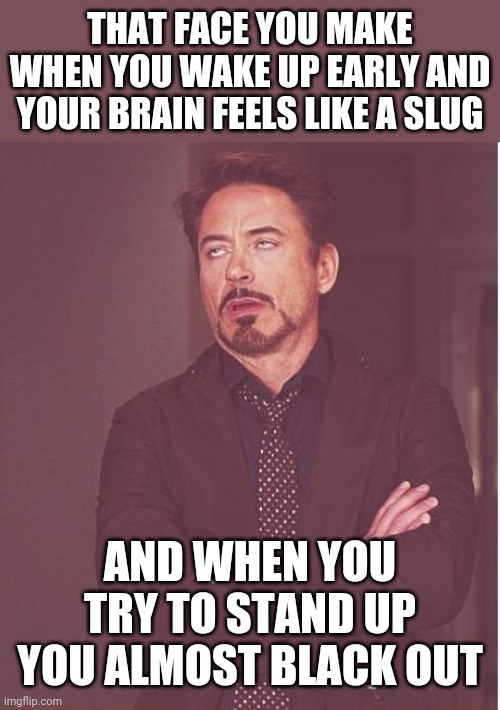 THAT FACE YOU MAKE
WHEN YOU WAKE UP EARLY AND
YOUR BRAIN FEELS LIKE A SLUG
AND WHEN YOU
TRY TO STAND UP
YOU ALMOST BLACK OUT
imgflip.com